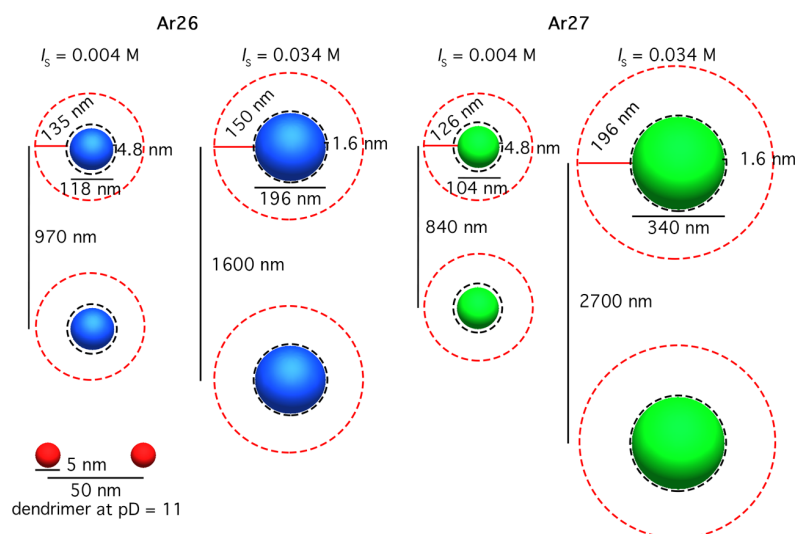 Ar26
Ar27
Is = 0.004 M
Is = 0.034 M
Is = 0.004 M
Is = 0.034 M
135 nm
4.8 nm
118 nm
970 nm
150 nm
1.6 nm
196 nm
1600 nm
126 nm
4.8 nm
104 nm
840 nm
196 nm
1.6 nm
340 nm
2700 nm
5 nm
50 nm
dendrimer at pD = 11